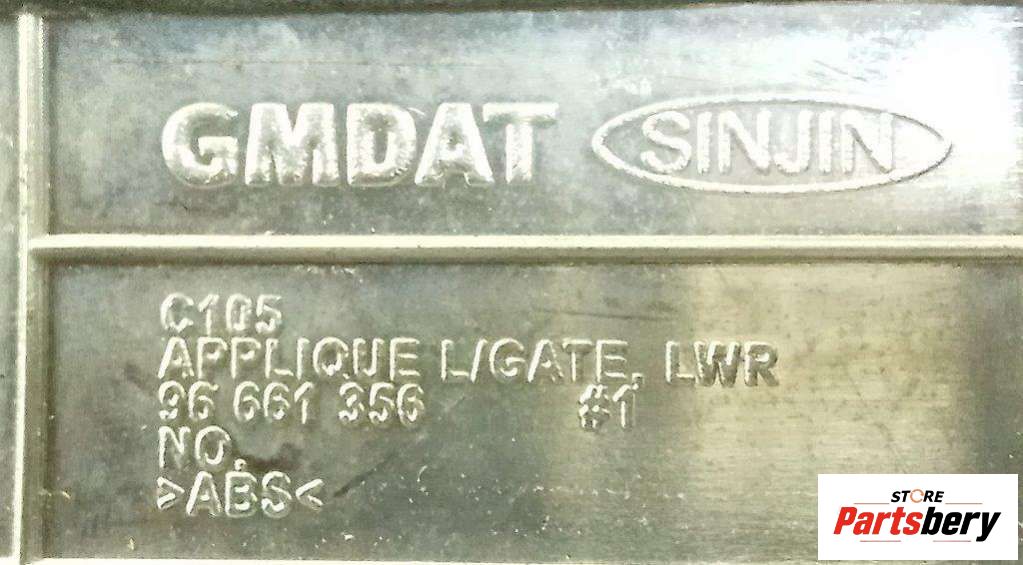 GMDAT SINJIN
C105
APPLIQUE L/GATE, LWR
96 661 356 #1
NO.
>ABS<
STORE
Partsbery